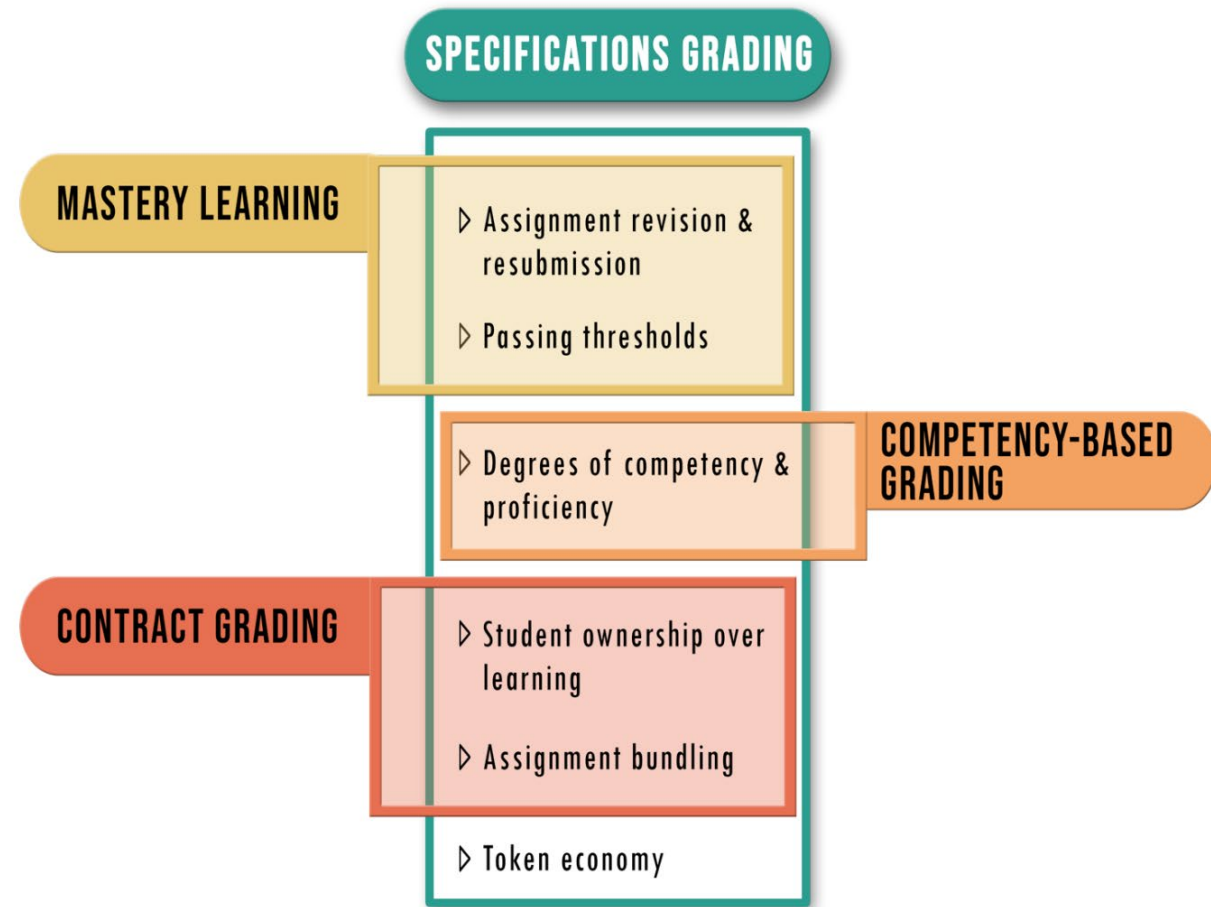 SPECIFICATIONS GRADING
MASTERY LEARNING
▷ Assignment revision &
resubmission
▷ Passing thresholds
▷ Degrees of competency &
proficiency
COMPETENCY-BASED
GRADING
CONTRACT GRADING
▷ Student ownership over
learning
▷ Assignment bundling
▷ Token economy